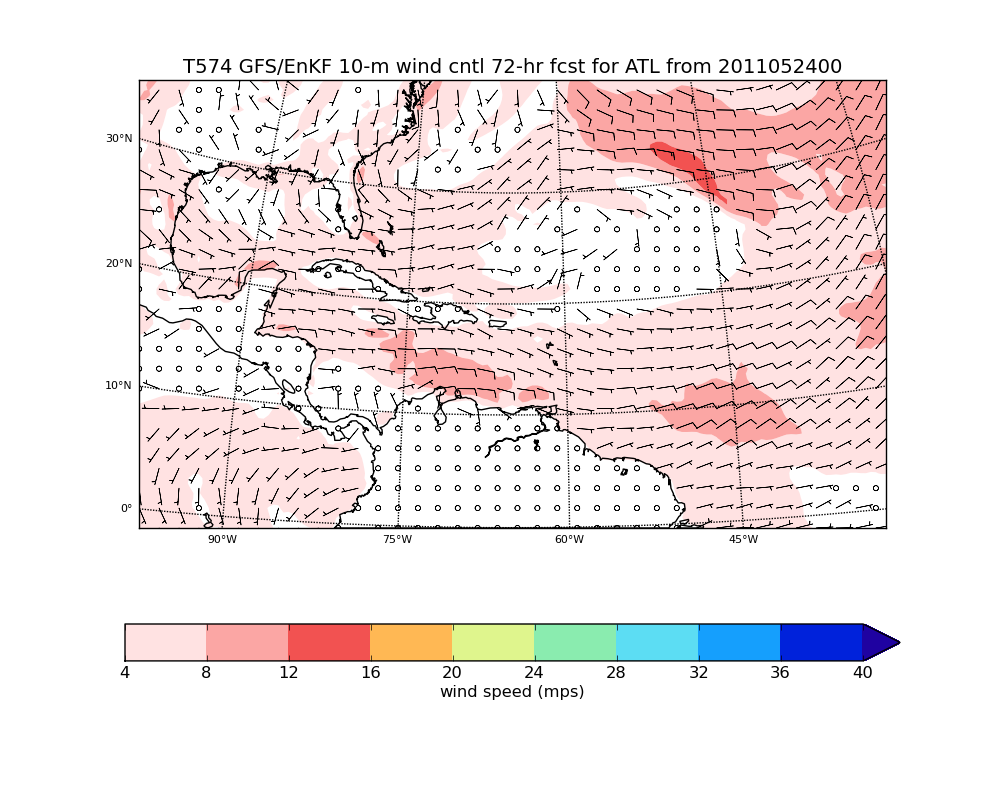 T574 GFS/EnKF 10-m wind cntl 72-hr fcst for ATL from 2011052400
30°N
20°N
10°N
0°
90°W 75°W 60°W 45°W
4 8 12 16 20 24 28 32 36 40
wind speed (mps)